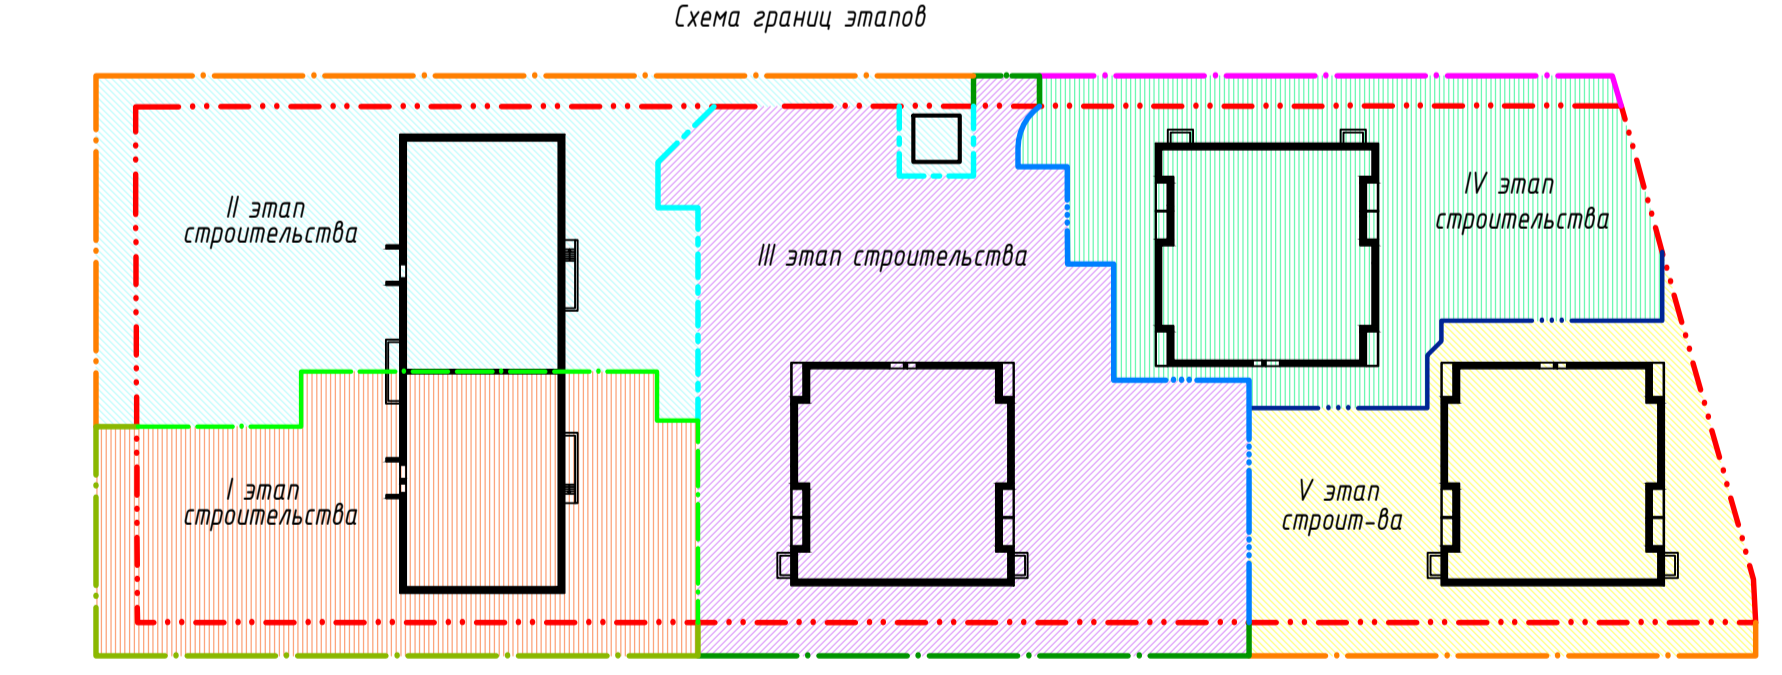 Схема границ этапов
II этап
строительства
IV этап
строительства
III этап строительства
I этап
строительства
V этап
строит-ва